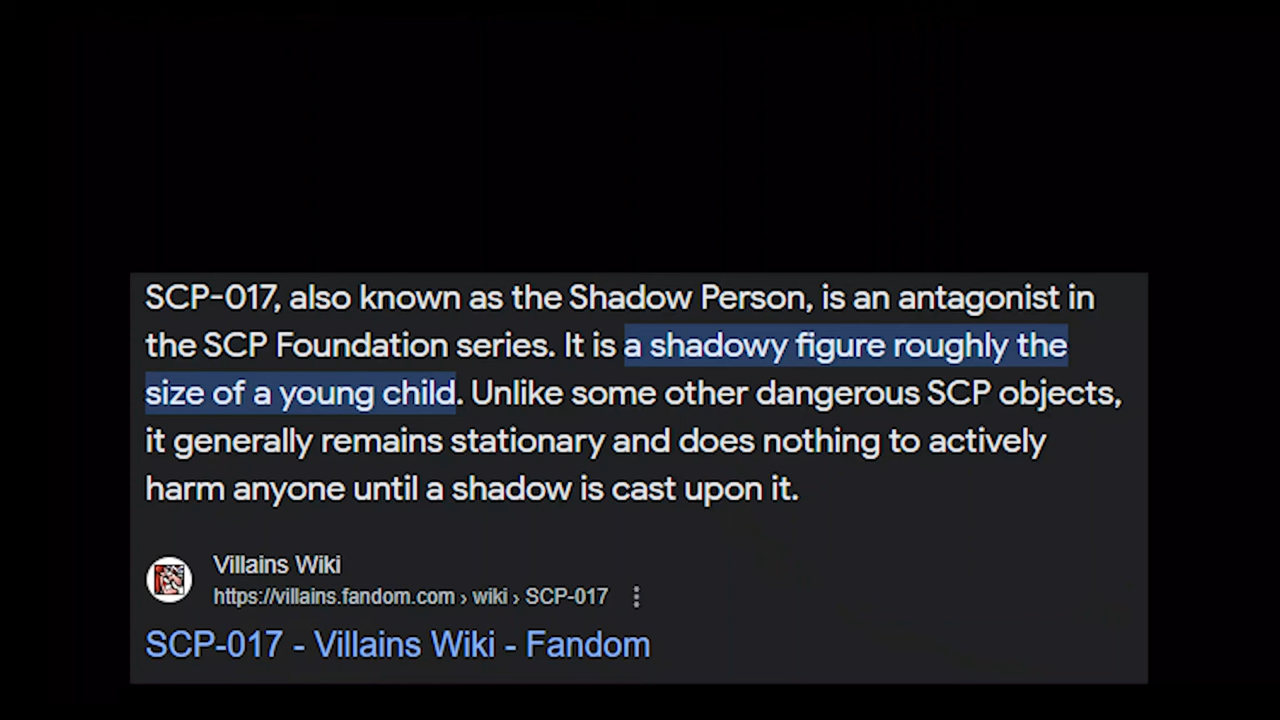 SCP-017, also known as the Shadow Person, is an antagonist in
the SCP Foundation series. It is a shadowy figure roughly the
size of a young child. Unlike some other dangerous SCP objects,
it generally remains stationary and does nothing to actively
harm anyone until a shadow is cast upon it.
Villains Wiki
https://villains.fandom.com › wiki › SCP-017
SCP-017 - Villains Wiki - Fandom